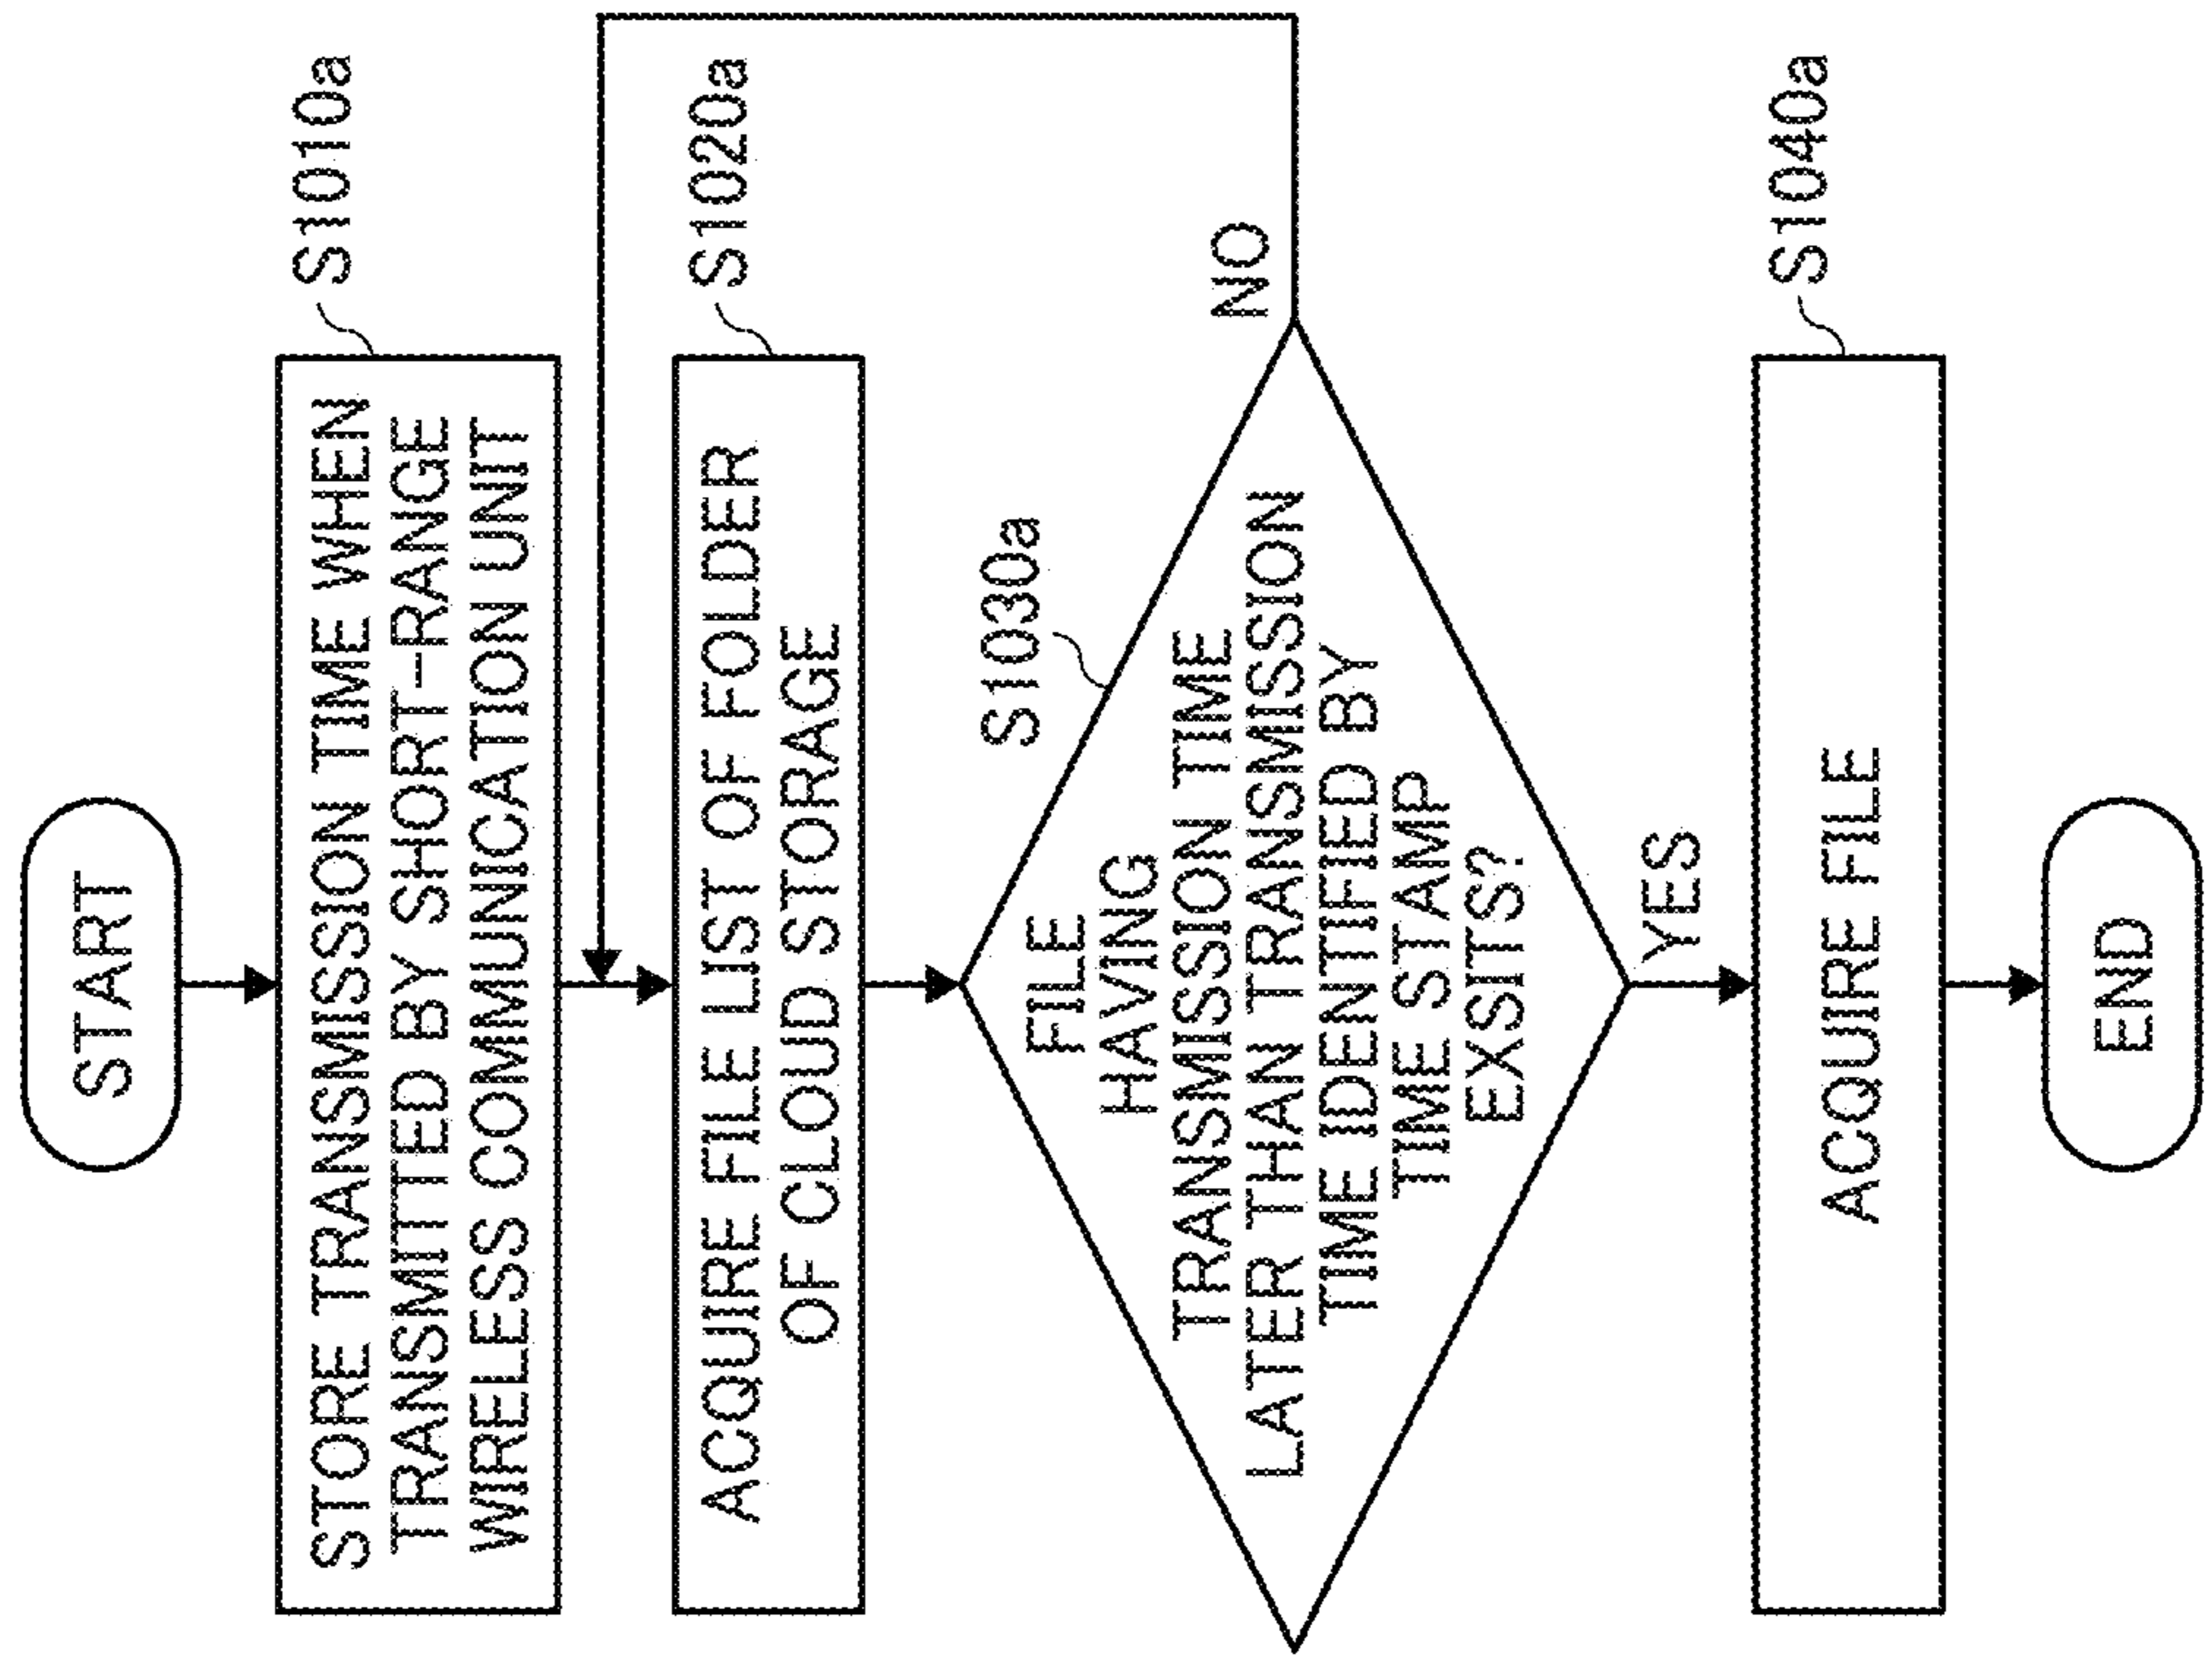 START
S1010a
STORE TRANSMISSION TIME WHEN
TRANSMITTED BY SHORT-RANGE
WIRELESS COMMUNICATION UNIT
S1020a
ACQUIRE FILE LIST OF FOLDER
OF CLOUD STORAGE
S1030a
FILE
HAVING
TRANSMISSION TIME
LATER THAN TRANSMISSION
TIME IDENTIFIED BY
TIME STAMP
EXSITS?
NO
YES
S1040a
ACQUIRE FILE
END